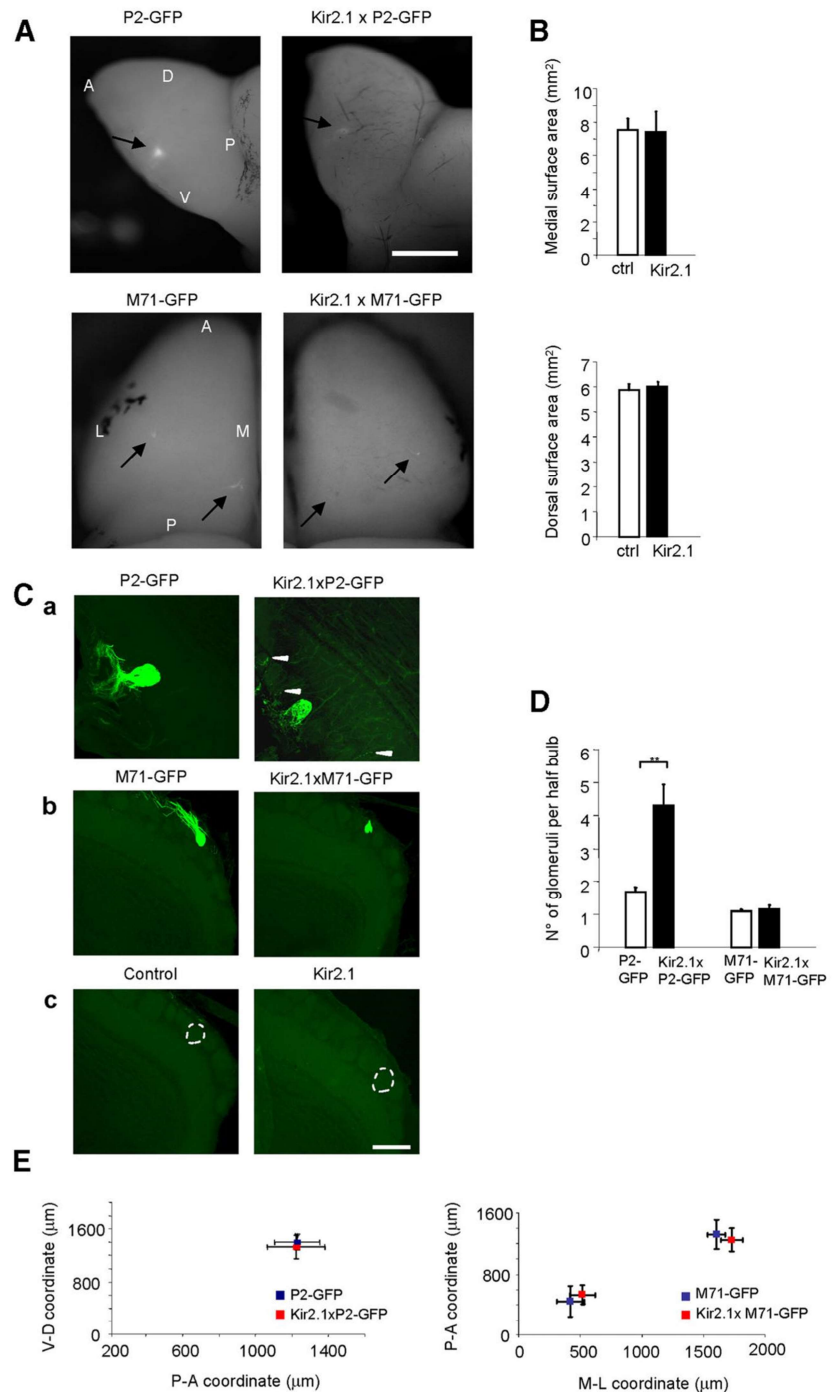 A
P2-GFP
Kir2.1 x P2-GFP
A
D
P
V
M71-GFP
Kir2.1 x M71-GFP
A
L
M
P
B
Medial surface area (mm²)
10
8
6
4
2
0
ctrl
Kir2.1
Dorsal surface area (mm²)
7
6
5
4
3
2
1
0
ctrl
Kir2.1
C
a
P2-GFP
Kir2.1xP2-GFP
b
M71-GFP
Kir2.1xM71-GFP
c
Control
Kir2.1
D
N° of glomeruli per half bulb
6
5
4
3
2
1
0
**
P2-
GFP
Kir2.1x
P2-GFP
M71-
GFP
Kir2.1x
M71-GFP
E
V-D coordinate (μm)
1600
800
0
200
600
1000
1400
P2-GFP
Kir2.1xP2-GFP
P-A coordinate (μm)
P-A coordinate (μm)
1600
800
0
0
500
1000
1500
2000
M71-GFP
Kir2.1x M71-GFP
M-L coordinate (μm)